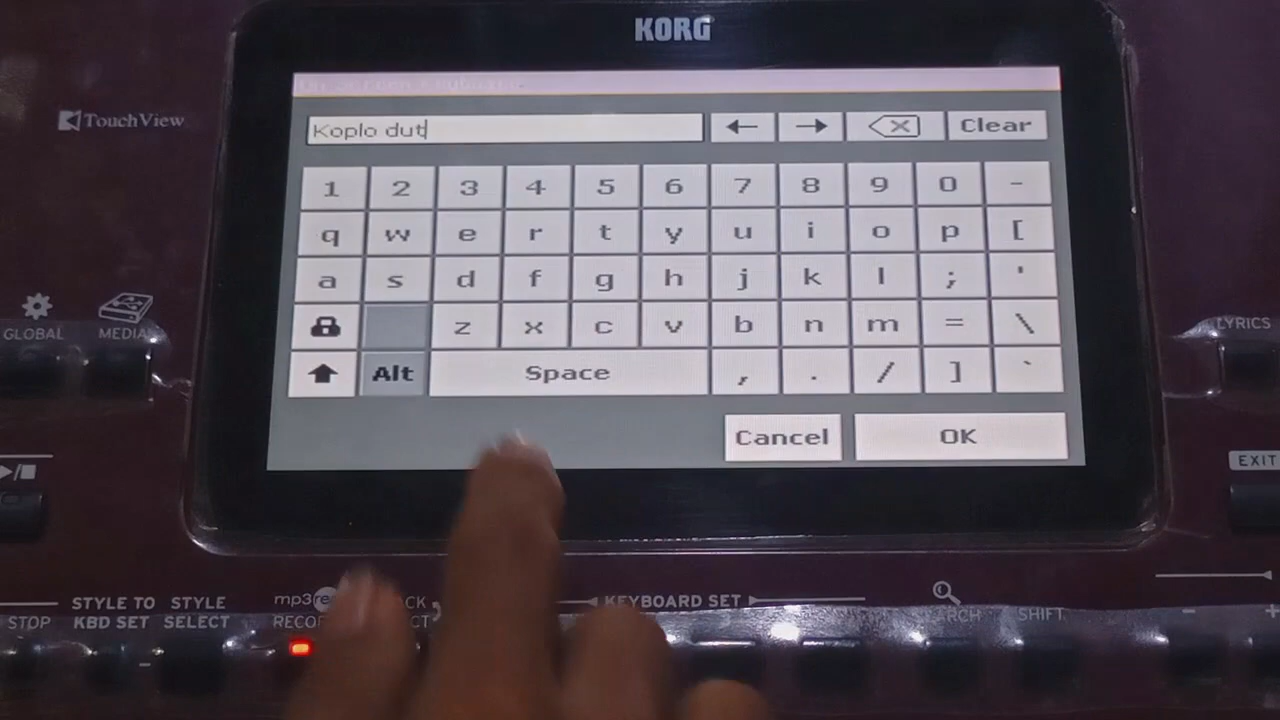 KORG
TouchView
Koplo dut
Clear
1 2 3 4 5 6 7 8 9 0 -
q w e r t y u i o p [
a s d f g h j k l ; '
z x c v b n m = \
Alt Space , . / ] `
Cancel OK
GLOBAL MEDIA
LYRICS
EXIT
STOP
STYLE TO
KBD SET
STYLE
SELECT
KEYBOARD SET
SHIFT
- +